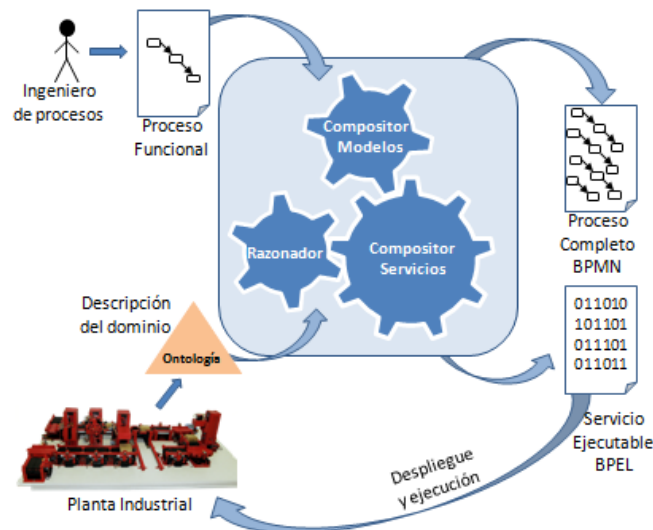 Ingeniero
de procesos
Proceso
Funcional
Compositor
Modelos
Razonador
Compositor
Servicios
Proceso
Completo
BPMN
Descripción
del dominio
Ontología
011010
101101
011101
011011
Servicio
Ejecutable
BPEL
Despliegue
y ejecución
Planta Industrial